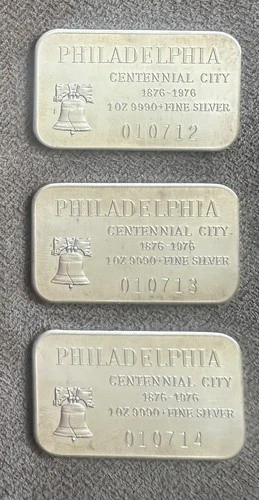 PHILADELPHIA
CENTENNIAL CITY
1876-1976
1 OZ 9990+FINE SILVER
010712
PHILADELPHIA
CENTENNIAL CITY
1876-1976
1 OZ 9990+FINE SILVER
010713
PHILADELPHIA
CENTENNIAL CITY
1876-1976
1 OZ 9990+FINE SILVER
010714